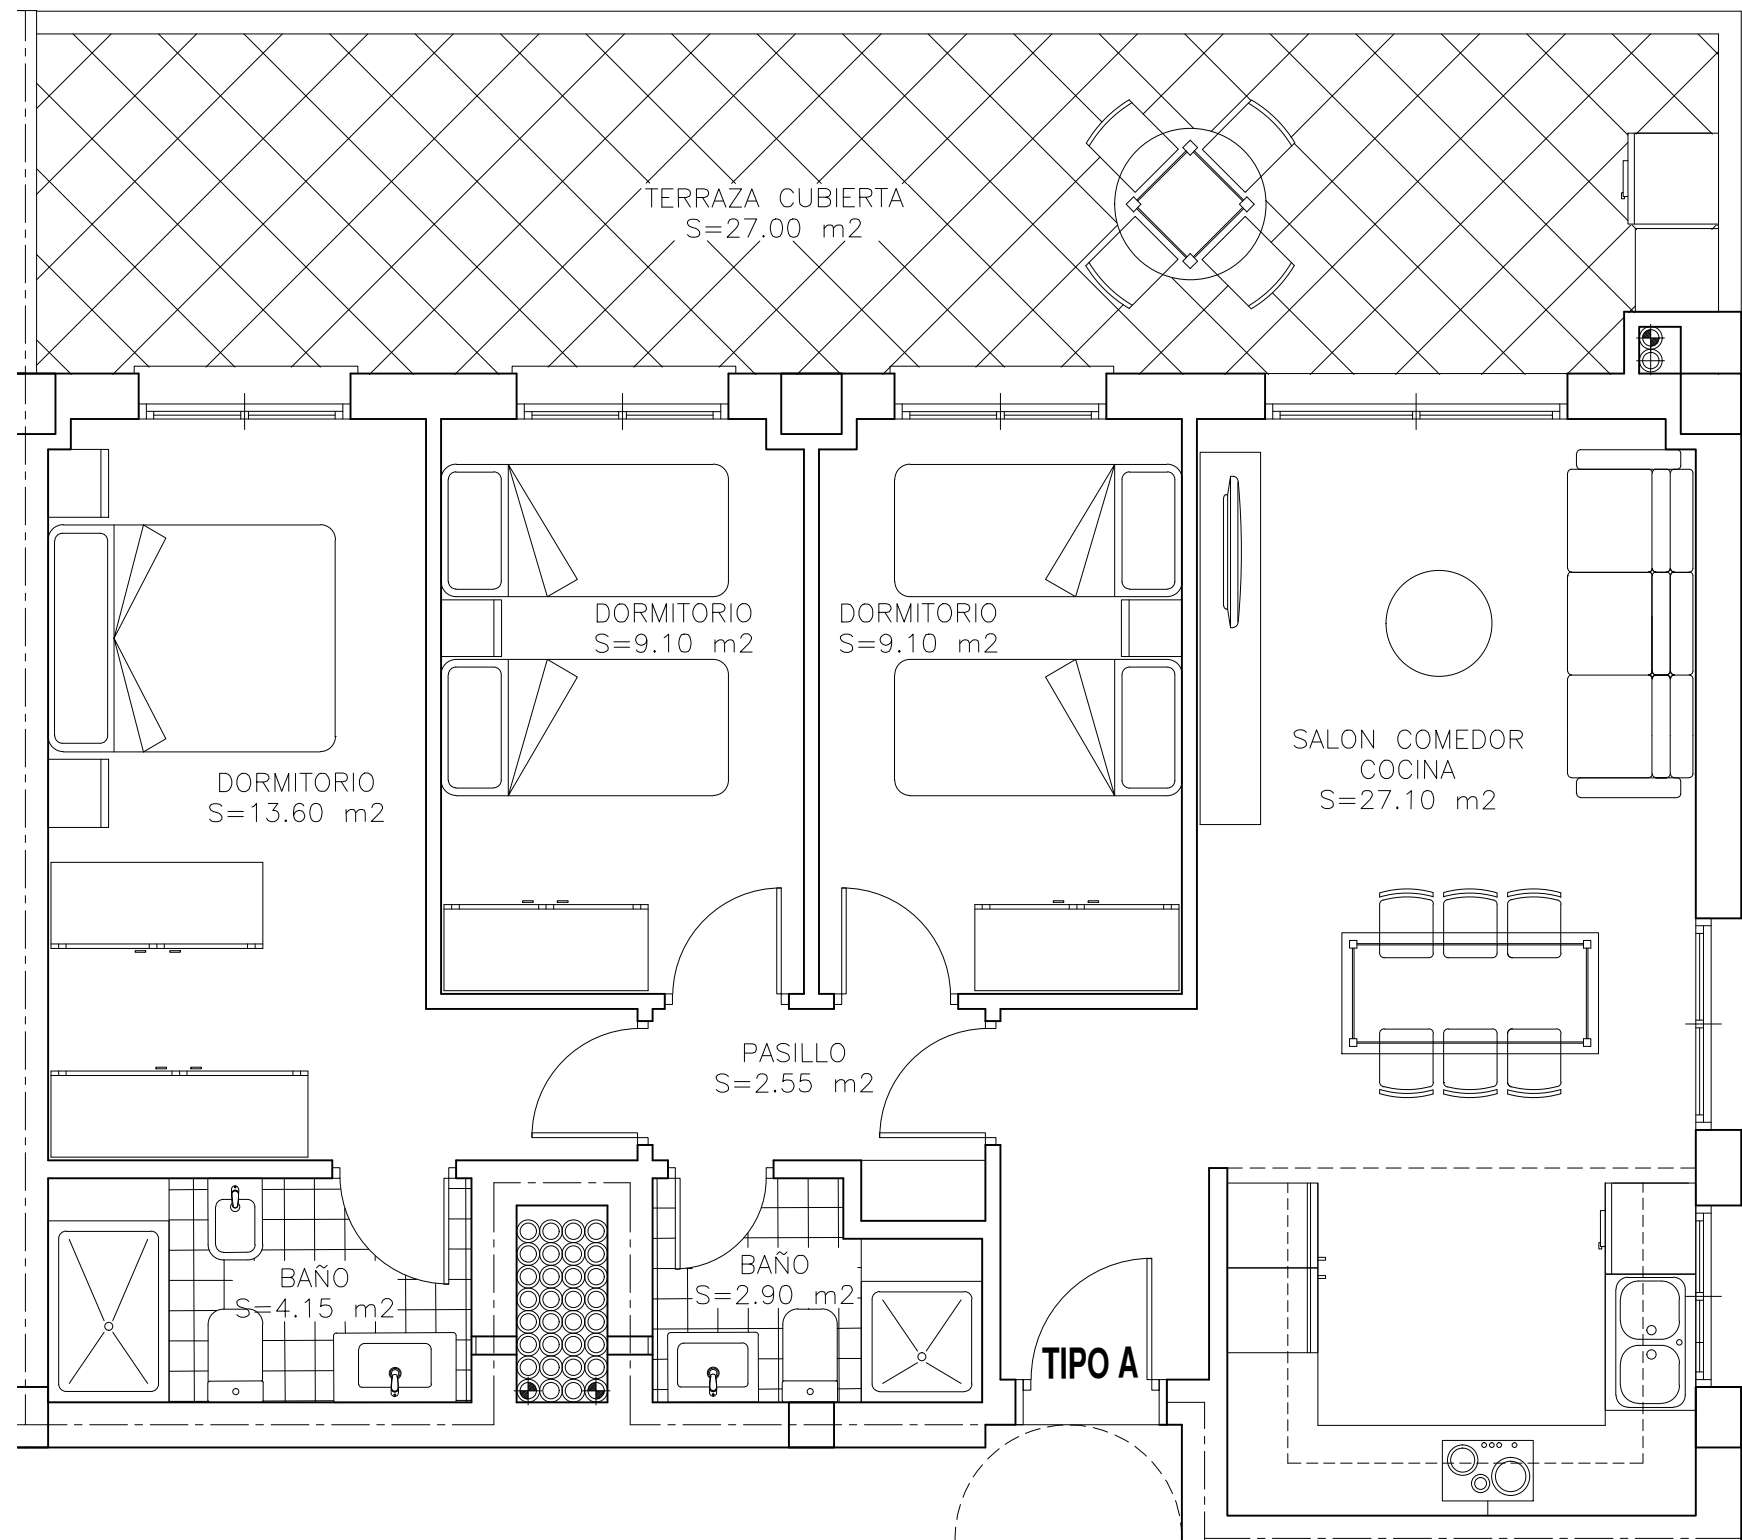 TERRAZA CUBIERTA
S=27.00 m2
DORMITORIO
S=9.10 m2
DORMITORIO
S=9.10 m2
SALON COMEDOR
COCINA
S=27.10 m2
DORMITORIO
S=13.60 m2
PASILLO
S=2.55 m2
BAÑO
S=4.15 m2
BAÑO
S=2.90 m2
TIPO A